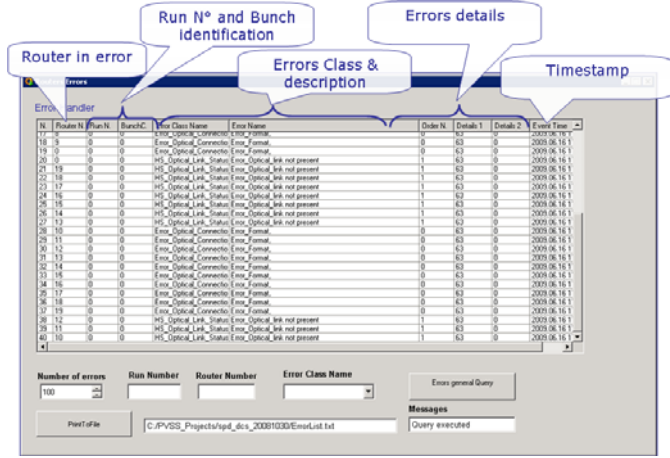 Run N° and Bunch
identification
Errors details
Router in error
Errors Class &
description
Timestamp
Errors
Error Handler
N. Router N. Run N. BunchC. Error Class Name Error Name Order N. Details 1 Details 2 Event Time
17 8 0 0 Error_Optical_Connectio Error_Format, 0 63 0 2009.06.16 1
18 9 0 0 Error_Optical_Connectio Error_Format, 0 63 0 2009.06.16 1
19 0 0 0 Error_Optical_Connectio Error_Format, 0 63 0 2009.06.16 1
20 0 0 0 HS_Optical_Link_Status Error_Optical_link not present 1 63 0 2009.06.16 1
21 19 0 0 HS_Optical_Link_Status Error_Optical_link not present 1 63 0 2009.06.16 1
22 18 0 0 HS_Optical_Link_Status Error_Optical_link not present 1 63 0 2009.06.16 1
23 17 0 0 HS_Optical_Link_Status Error_Optical_link not present 1 63 0 2009.06.16 1
24 16 0 0 HS_Optical_Link_Status Error_Optical_link not present 1 63 0 2009.06.16 1
25 15 0 0 HS_Optical_Link_Status Error_Optical_link not present 1 63 0 2009.06.16 1
26 14 0 0 HS_Optical_Link_Status Error_Optical_link not present 1 63 0 2009.06.16 1
27 13 0 0 HS_Optical_Link_Status Error_Optical_link not present 1 63 0 2009.06.16 1
28 10 0 0 Error_Optical_Connectio Error_Format, 0 63 0 2009.06.16 1
29 11 0 0 Error_Optical_Connectio Error_Format, 0 63 0 2009.06.16 1
30 12 0 0 Error_Optical_Connectio Error_Format, 0 63 0 2009.06.16 1
31 13 0 0 Error_Optical_Connectio Error_Format, 0 63 0 2009.06.16 1
32 14 0 0 Error_Optical_Connectio Error_Format, 0 63 0 2009.06.16 1
33 15 0 0 Error_Optical_Connectio Error_Format, 0 63 0 2009.06.16 1
34 16 0 0 Error_Optical_Connectio Error_Format, 0 63 0 2009.06.16 1
35 17 0 0 Error_Optical_Connectio Error_Format, 0 63 0 2009.06.16 1
36 18 0 0 Error_Optical_Connectio Error_Format, 0 63 0 2009.06.16 1
37 19 0 0 Error_Optical_Connectio Error_Format, 0 63 0 2009.06.16 1
38 12 0 0 HS_Optical_Link_Status Error_Optical_link not present 1 63 0 2009.06.16 1
39 11 0 0 HS_Optical_Link_Status Error_Optical_link not present 1 63 0 2009.06.16 1
40 10 0 0 HS_Optical_Link_Status Error_Optical_link not present 1 63 0 2009.06.16 1
Number of errors Run Number Router Number Error Class Name
100
Errors general Query
Messages
PrintToFile C:/PVSS_Projects/spd_dcs_20081030/ErrorList.txt Query executed